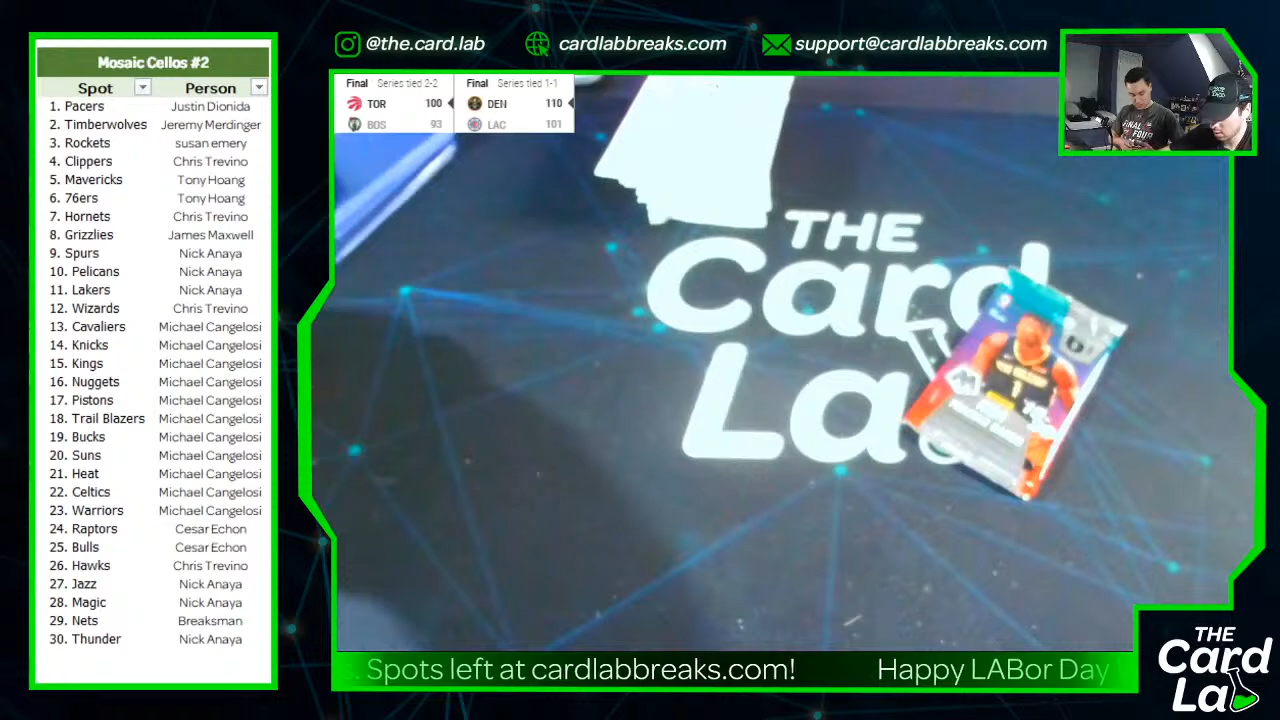 @the.card.lab
cardlabbreaks.com
support@cardlabbreaks.com
Mosaic Cellos #2
Spot Person
1. Pacers Justin Dionida
2. Timberwolves Jeremy Merdinger
3. Rockets susan emery
4. Clippers Chris Trevino
5. Mavericks Tony Hoang
6. 76ers Tony Hoang
7. Hornets Chris Trevino
8. Grizzlies James Maxwell
9. Spurs Nick Anaya
10. Pelicans Nick Anaya
11. Lakers Nick Anaya
12. Wizards Chris Trevino
13. Cavaliers Michael Cangelosi
14. Knicks Michael Cangelosi
15. Kings Michael Cangelosi
16. Nuggets Michael Cangelosi
17. Pistons Michael Cangelosi
18. Trail Blazers Michael Cangelosi
19. Bucks Michael Cangelosi
20. Suns Michael Cangelosi
21. Heat Michael Cangelosi
22. Celtics Michael Cangelosi
23. Warriors Michael Cangelosi
24. Raptors Cesar Echon
25. Bulls Cesar Echon
26. Hawks Chris Trevino
27. Jazz Nick Anaya
28. Magic Nick Anaya
29. Nets Breaksman
30. Thunder Nick Anaya
Final Series tied 2-2
TOR 100
BOS 93
Final Series tied 1-1
DEN 110
LAC 101
THE
Card
La
FINAL
FOUR
. Spots left at cardlabbreaks.com! Happy LABor Day
THE
Card
La